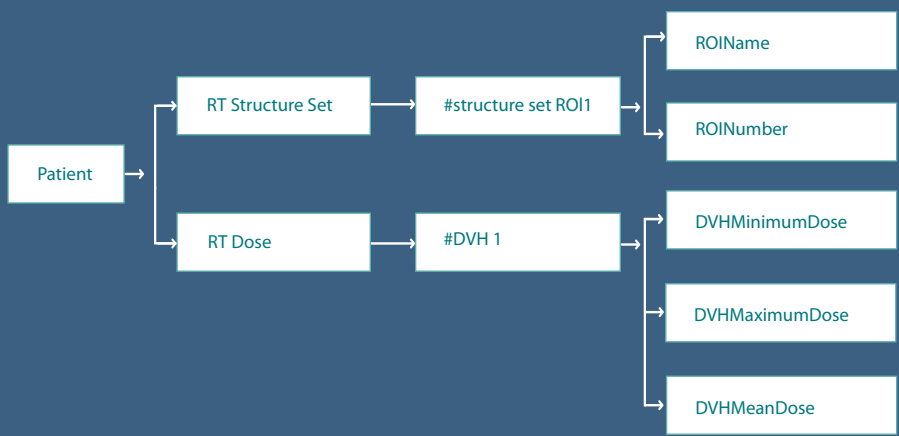 Patient
RT Structure Set
#structure set ROI1
ROIName
ROINumber
RT Dose
#DVH 1
DVHMinimumDose
DVHMaximumDose
DVHMeanDose